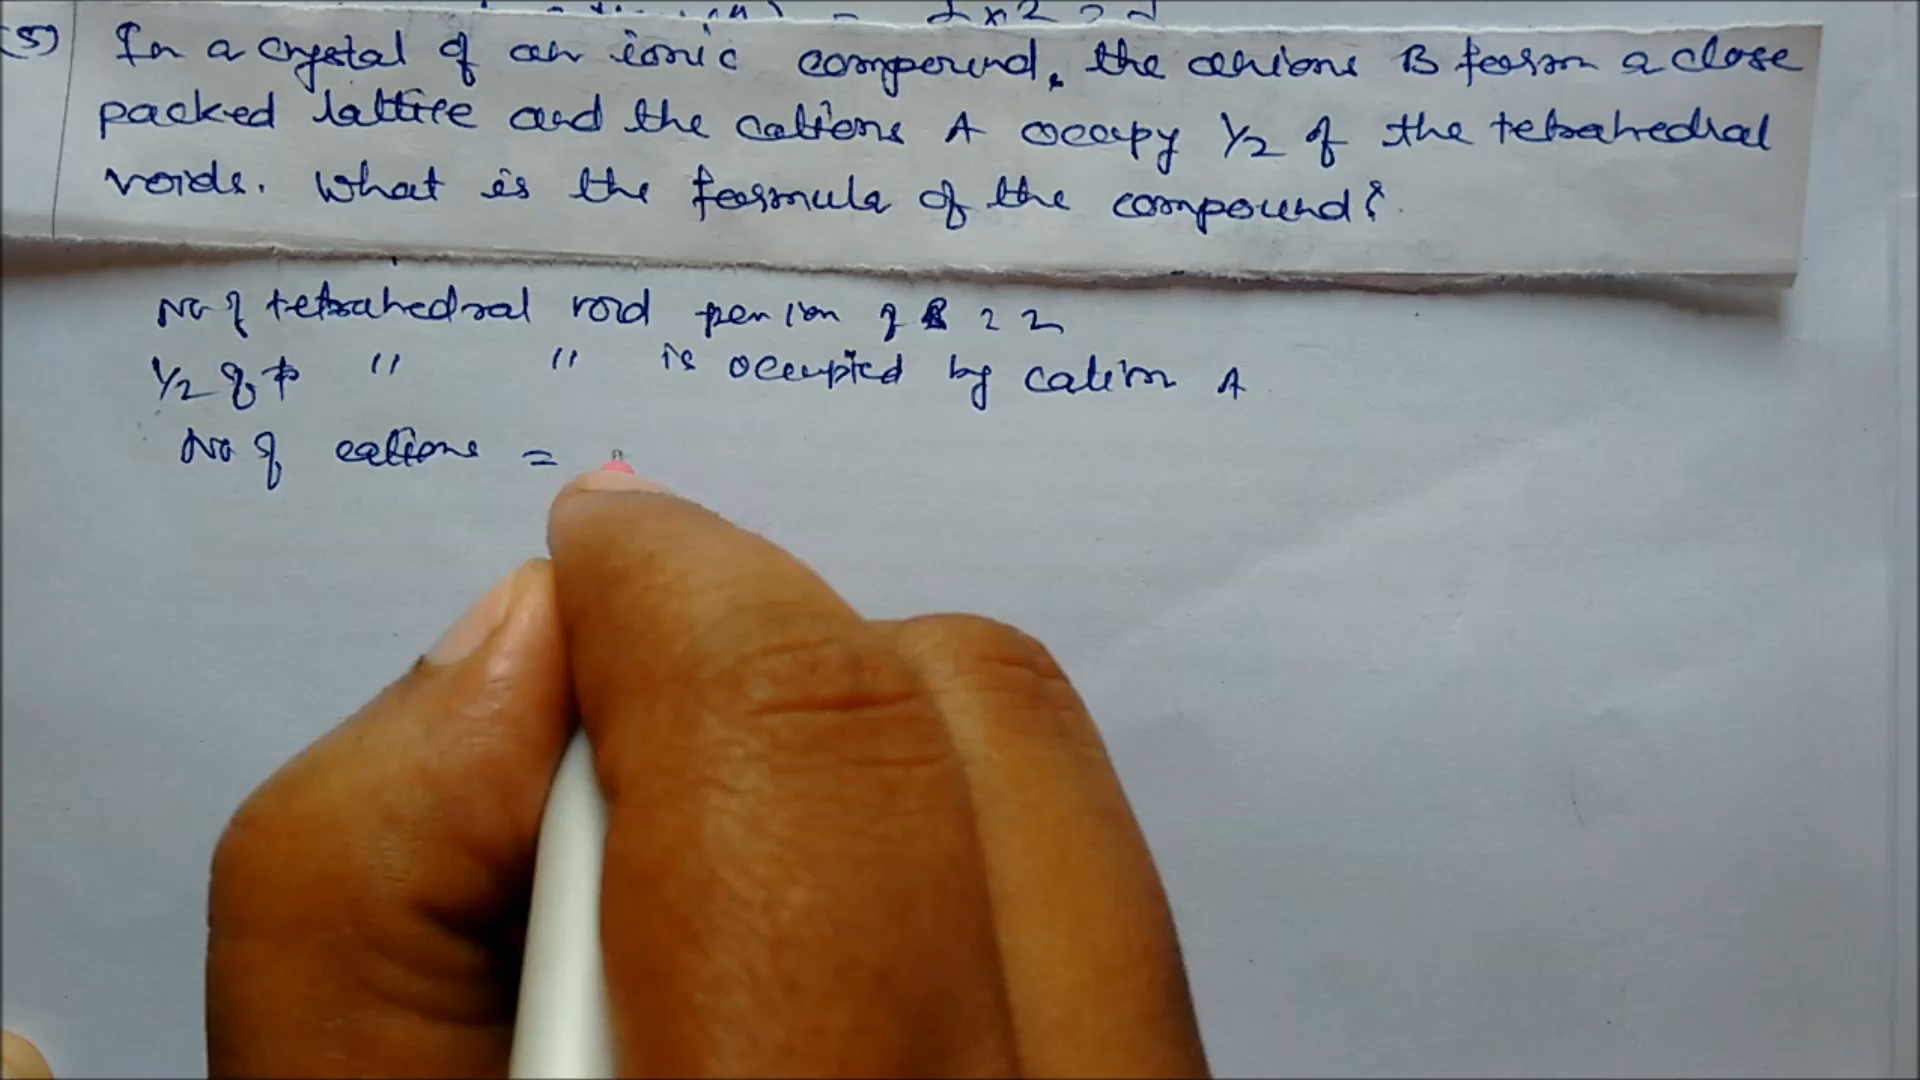 (5) In a crystal of an ionic compound, the anions B form a close
packed lattice and the cations A occupy 1/2 of the tetrahedral
voids. What is the formula of the compound?
No of tetrahedral void per ion of B = 2
1/2 of " " is occupied by cation A
No of cations =